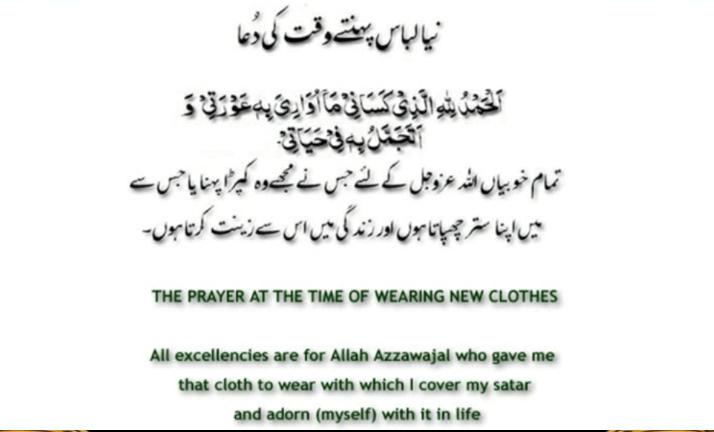 نیا لباس پہنتے وقت کی دُعا
اَلْحَمْدُ لِلّٰهِ الَّذِیْ كَسَانِیْ مَا اُوَارِیَ بِهٖ عَوْرَتِیْ وَ
اَتَجَمَّلُ بِهٖ فِیْ حَیَاتِیْ۔
تمام خوبیاں اللہ عزوجل کے لئے جس نے مجھے وہ کپڑا پہنایا جس سے
میں اپنا ستر چھپاتا ہوں اور زندگی میں اس سے زینت کرتا ہوں۔
THE PRAYER AT THE TIME OF WEARING NEW CLOTHES
All excellencies are for Allah Azzawajal who gave me
that cloth to wear with which I cover my satar
and adorn (myself) with it in life